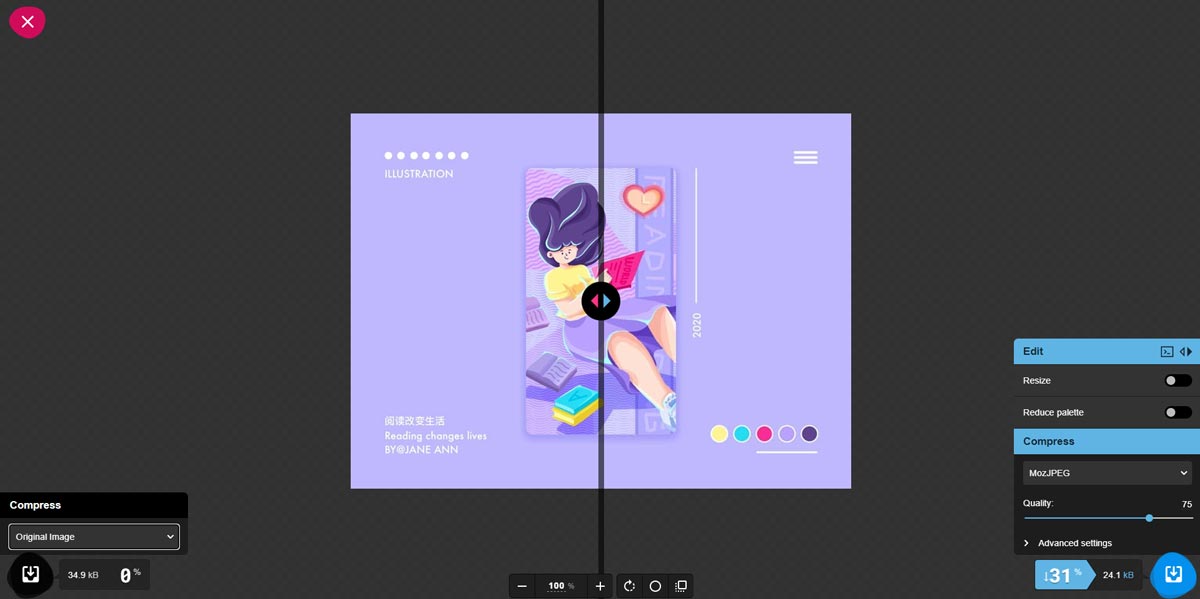 ILLUSTRATION
READING
2020
阅读改变生活
Reading changes lives
BY@JANE ANN
Compress
Original Image
34.9 kB
0 %
100 %
Edit
Resize
Reduce palette
Compress
MozJPEG
Quality:
75
Advanced settings
↓31 %
24.1 kB